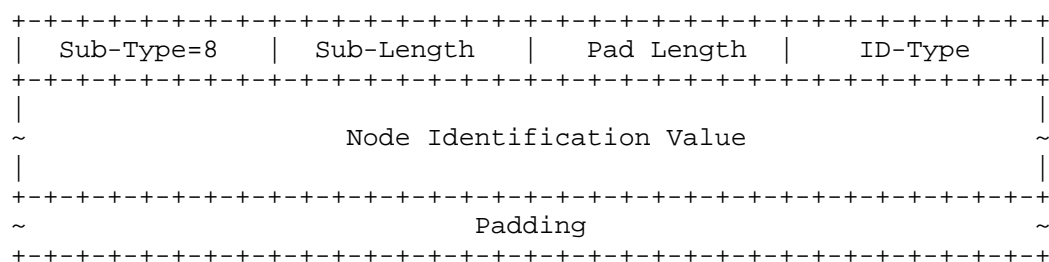 +-+-+-+-+-+-+-+-+-+-+-+-+-+-+-+-+-+-+-+-+-+-+-+-+-+-+-+-+-+-+-+-+
|  Sub-Type=8   |  Sub-Length   |   Pad Length  |    ID-Type    |
+-+-+-+-+-+-+-+-+-+-+-+-+-+-+-+-+-+-+-+-+-+-+-+-+-+-+-+-+-+-+-+-+
|                                                               |
~                    Node Identification Value                  ~
|                                                               |
+-+-+-+-+-+-+-+-+-+-+-+-+-+-+-+-+-+-+-+-+-+-+-+-+-+-+-+-+-+-+-+-+
~                            Padding                            ~
+-+-+-+-+-+-+-+-+-+-+-+-+-+-+-+-+-+-+-+-+-+-+-+-+-+-+-+-+-+-+-+-+